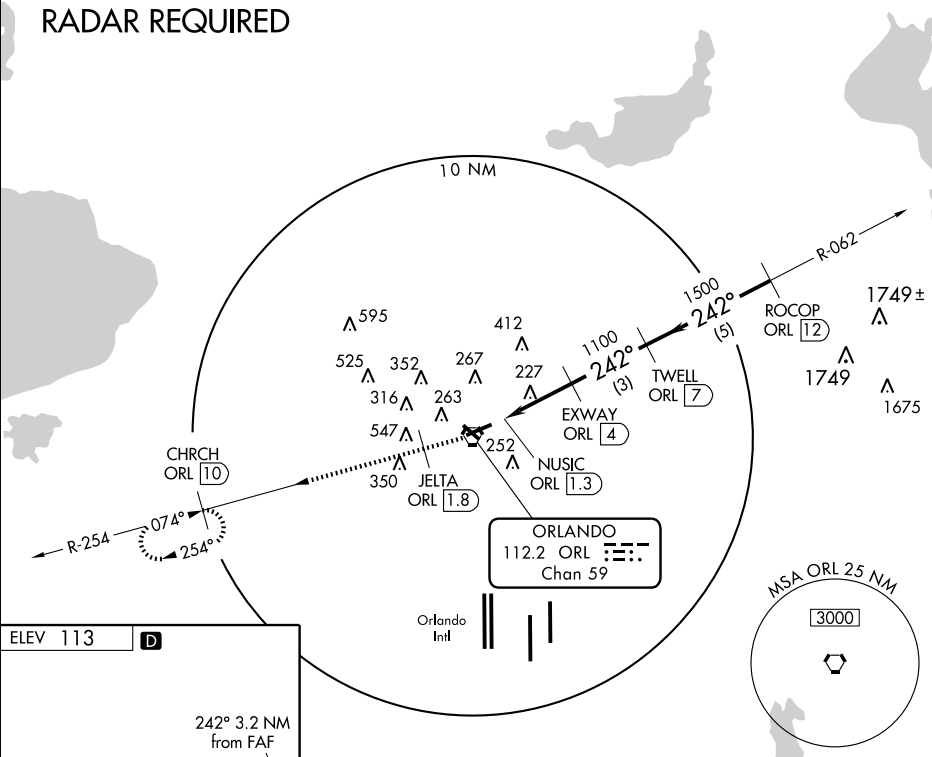 RADAR REQUIRED
10 NM
R-062
1500
242°
(5)
ROCOP
ORL 12
1749 ±
1749
1675
595
412
1100
242°
(3)
TWELL
ORL 7
525
352
267
227
316
263
EXWAY
ORL 4
547
252
350
NUSIC
ORL 1.3
JELTA
ORL 1.8
CHRCH
ORL 10
074°
R-254
254°
ORLANDO
112.2 ORL
Chan 59
MSA ORL 25 NM
3000
Orlando
Intl
ELEV 113 D
242° 3.2 NM
from FAF